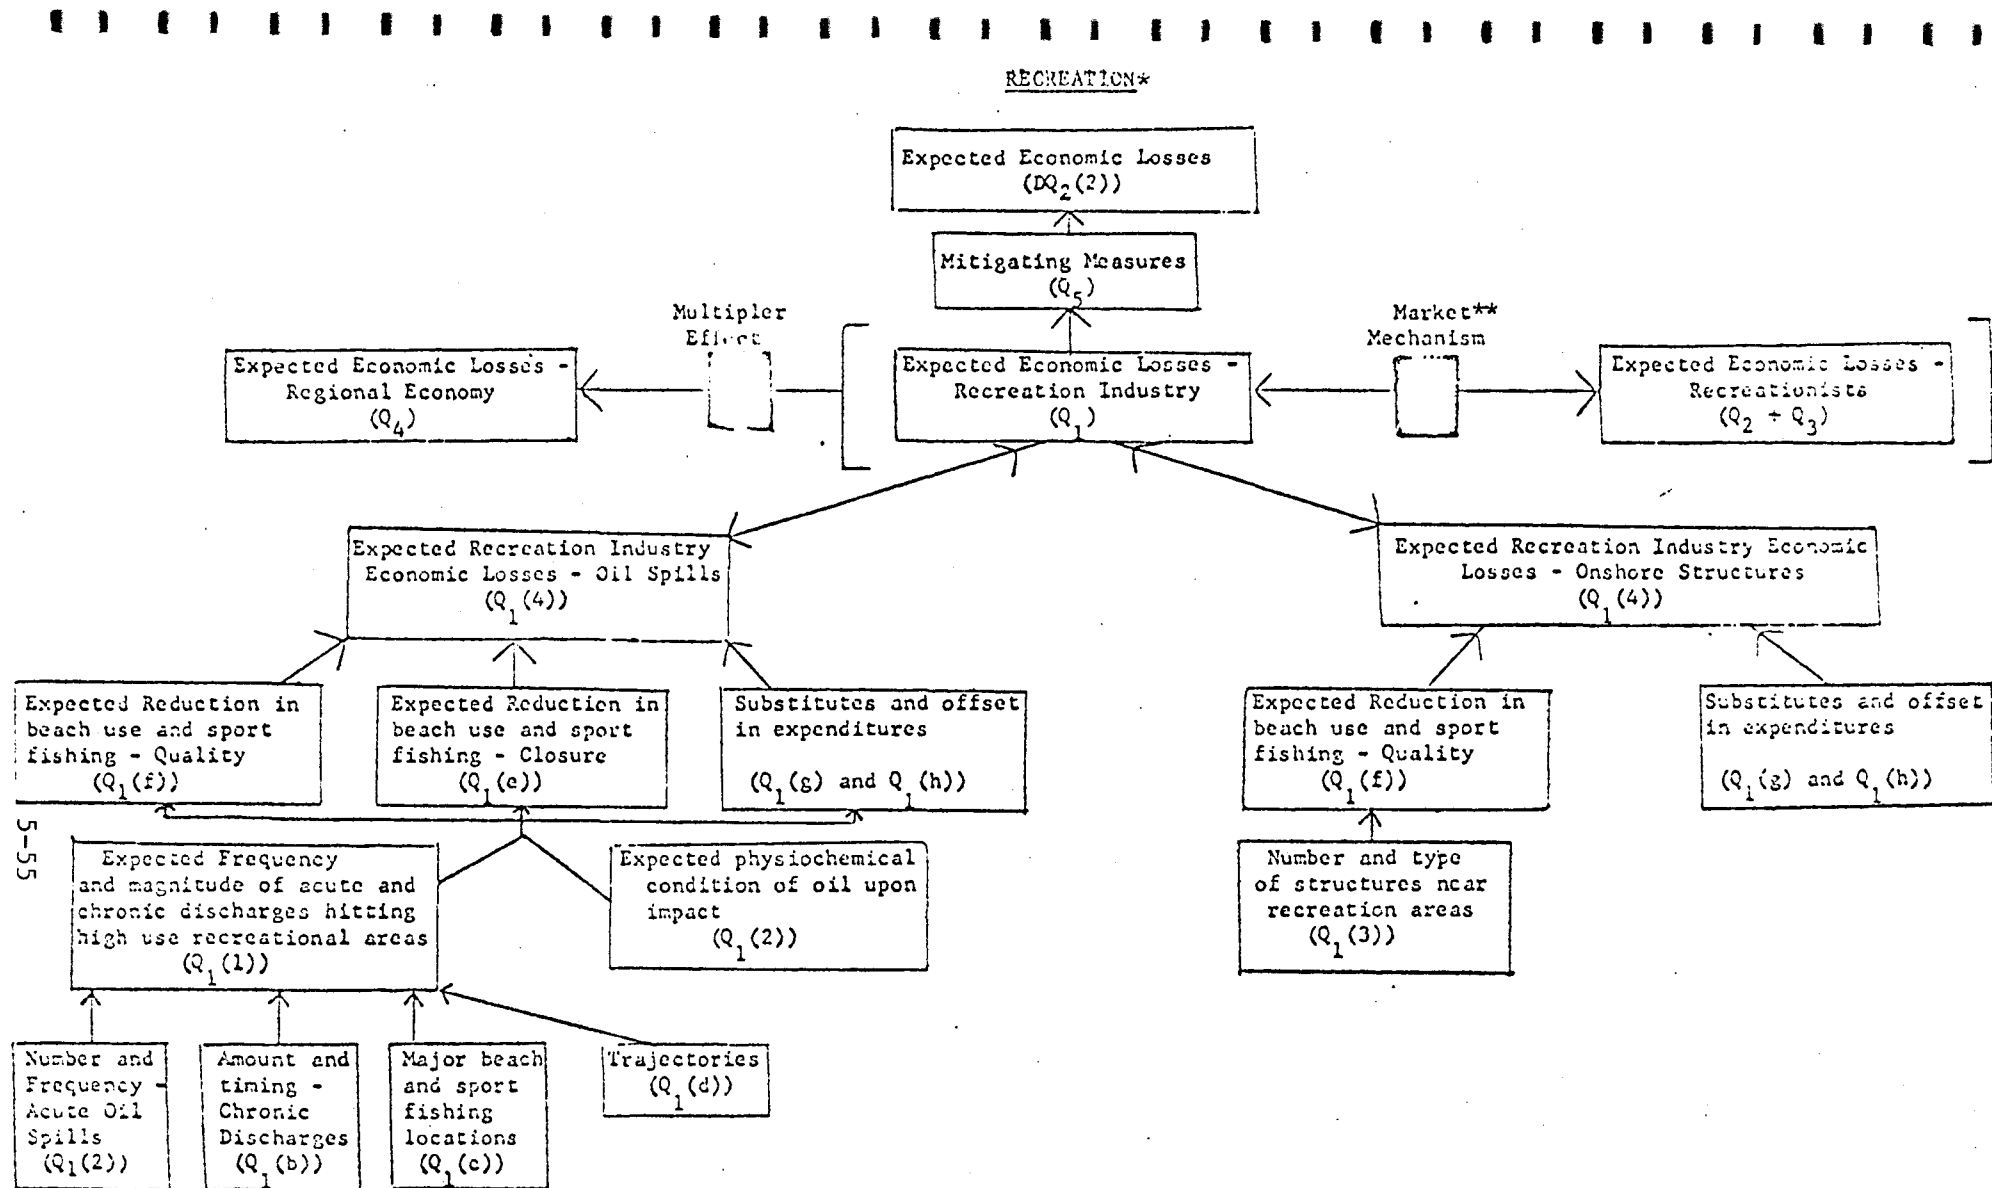 RECREATION*
Expected Economic Losses
(DQ2(2))
Mitigating Measures
(Q5)
Multipler
Effect
Market**
Mechanism
Expected Economic Losses -
Regional Economy
(Q4)
Expected Economic Losses -
Recreation Industry
(Q1)
Expected Economic Losses -
Recreationists
(Q2 + Q3)
Expected Recreation Industry
Economic Losses - Oil Spills
(Q1(4))
Expected Recreation Industry Economic
Losses - Onshore Structures
(Q1(4))
Expected Reduction in
beach use and sport
fishing - Quality
(Q1(f))
Expected Reduction in
beach use and sport
fishing - Closure
(Q1(e))
Substitutes and offset
in expenditures
(Q1(g) and Q1(h))
Expected Reduction in
beach use and sport
fishing - Quality
(Q1(f))
Substitutes and offset
in expenditures
(Q1(g) and Q1(h))
5-55
Expected Frequency
and magnitude of acute and
chronic discharges hitting
high use recreational areas
(Q1(1))
Expected physiochemical
condition of oil upon
impact
(Q1(2))
Number and type
of structures near
recreation areas
(Q1(3))
Number and
Frequency -
Acute Oil
Spills
(Q1(2))
Amount and
timing -
Chronic
Discharges
(Q1(b))
Major beach
and sport
fishing
locations
(Q1(c))
Trajectories
(Q1(d))